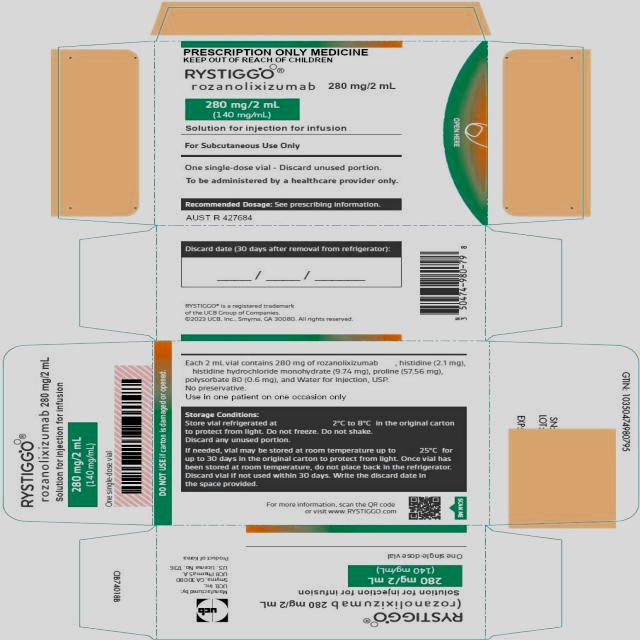 PRESCRIPTION ONLY MEDICINE
KEEP OUT OF REACH OF CHILDREN
RYSTIGGO®
rozanolixizumab 280 mg/2 mL
280 mg/2 mL
(140 mg/mL)
Solution for injection for infusion
For Subcutaneous Use Only
One single-dose vial - Discard unused portion.
To be administered by a healthcare provider only.
Recommended Dosage: See prescribing information.
AUST R 427684
OPEN HERE
Discard date (30 days after removal from refrigerator):
____ / ____ / ______
RYSTIGGO® is a registered trademark
of the UCB Group of Companies.
©2023 UCB, Inc., Smyrna, GA 30080. All rights reserved.
3 50474-980-79 8
RYSTIGGO®
rozanolixizumab 280 mg/2 mL
Solution for injection for infusion
280 mg/2 mL
(140 mg/mL)
One single-dose vial
DO NOT USE if carton is damaged or opened.
Each 2 mL vial contains 280 mg of rozanolixizumab , histidine (2.1 mg),
histidine hydrochloride monohydrate (9.74 mg), proline (57.56 mg),
polysorbate 80 (0.6 mg), and Water for Injection, USP.
No preservative.
Use in one patient on one occasion only
Storage Conditions:
Store vial refrigerated at 2°C to 8°C in the original carton
to protect from light. Do not freeze. Do not shake.
Discard any unused portion.
If needed, vial may be stored at room temperature up to 25°C for
up to 30 days in the original carton to protect from light. Once vial has
been stored at room temperature, do not place back in the refrigerator.
Discard vial if not used within 30 days. Write the discard date in
the space provided.
For more information, scan the QR code
or visit www.RYSTIGGO.com
SCAN ME
GTIN: 10350474980795
SN:
LOT:
EXP:
RYSTIGGO®
(rozanolixizumab 280 mg/2 mL
Solution for injection for infusion
280 mg/2 mL
(140 mg/mL)
One single-dose vial
Manufactured by:
UCB, Inc.
Smyrna, GA 30080
UCB Pharma S.A.
U.S. License No. 1736
Product of Korea
ucb
CB74018B